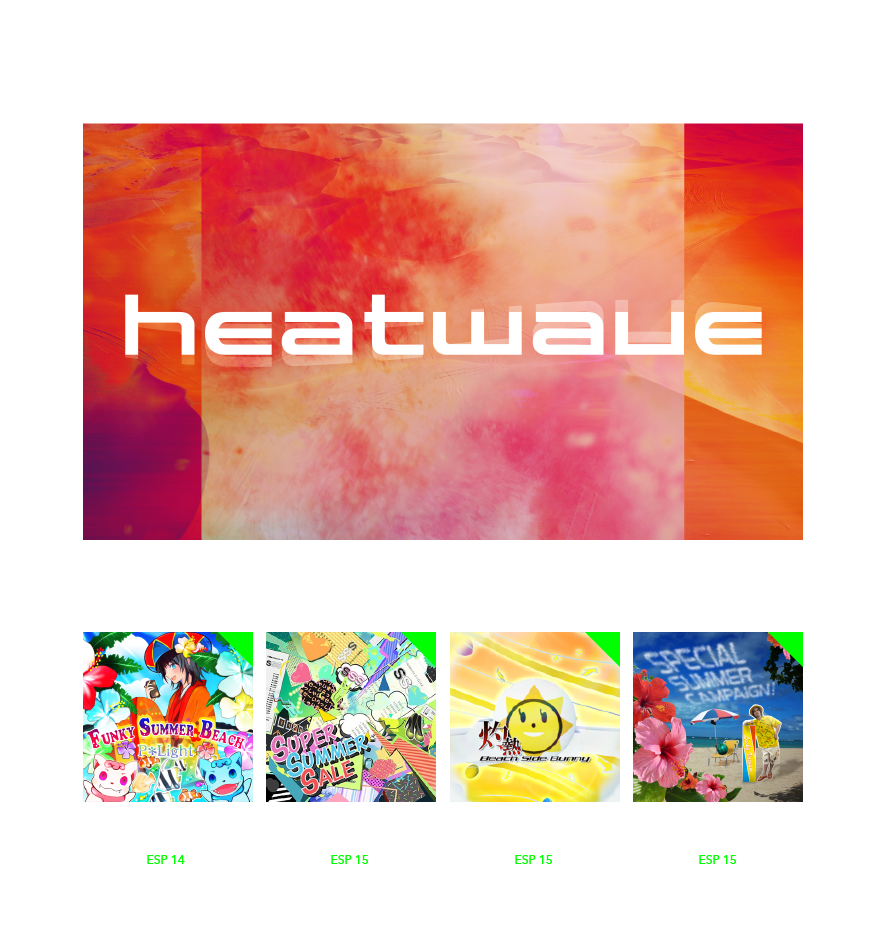 heatwave
FUNKY SUMMER BEACH
P*Light
SUPER
SUMMER
SALE
灼熱
Beach Side Bunny
SPECIAL
SUMMER
CAMPAIGN!
ESP 14
ESP 15
ESP 15
ESP 15